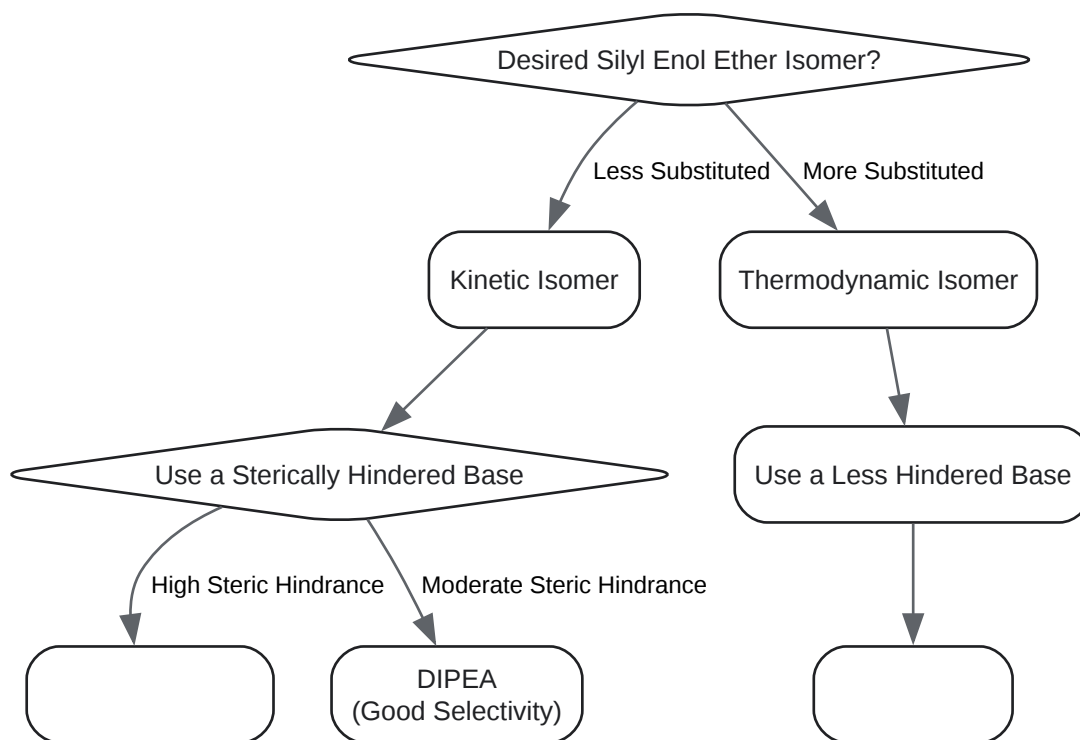 Desired Silyl Enol Ether Isomer?
Less Substituted
More Substituted
Kinetic Isomer
Thermodynamic Isomer
Use a Sterically Hindered Base
Use a Less Hindered Base
High Steric Hindrance
Moderate Steric Hindrance
DIPEA
(Good Selectivity)